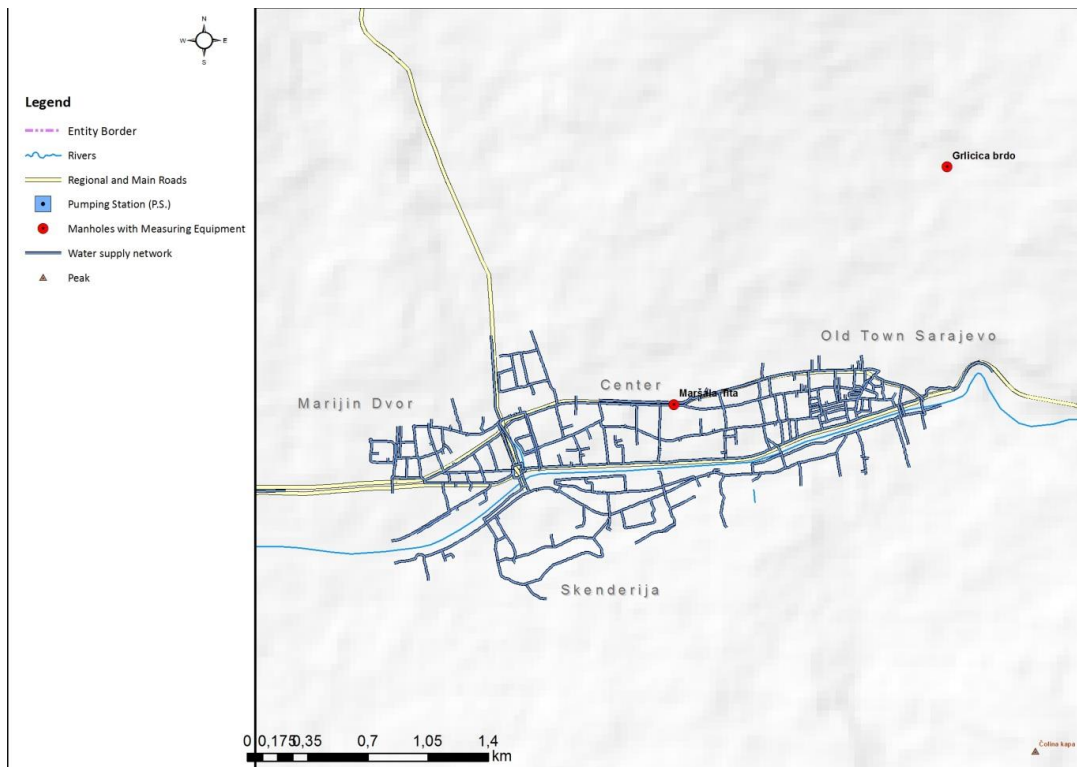 N
W E
S
Legend
Entity Border
Rivers
Regional and Main Roads
Pumping Station (P.S.)
Manholes with Measuring Equipment
Water supply network
Peak
Grlicica brdo
Old Town Sarajevo
Center
Maršala Tita
Marijin Dvor
Skenderija
0 0,175 0,35 0,7 1,05 1,4
km
Čolina kapa